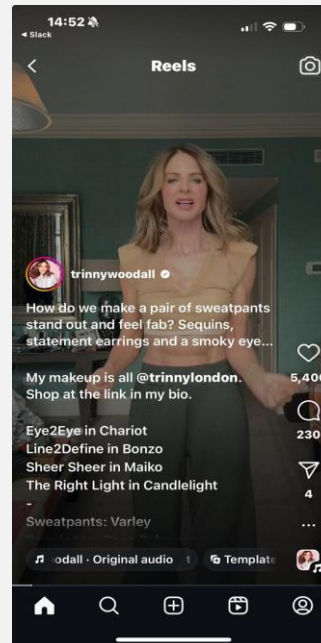 14:52
Slack
Reels
trinnywoodall
How do we make a pair of sweatpants
stand out and feel fab? Sequins,
statement earrings and a smoky eye...
My makeup is all @trinnylondon.
Shop at the link in my bio.
Eye2Eye in Chariot
Line2Define in Bonzo
Sheer Sheer in Maiko
The Right Light in Candlelight
-
Sweatpants: Varley
5,400
230
4
odall · Original audio
Template